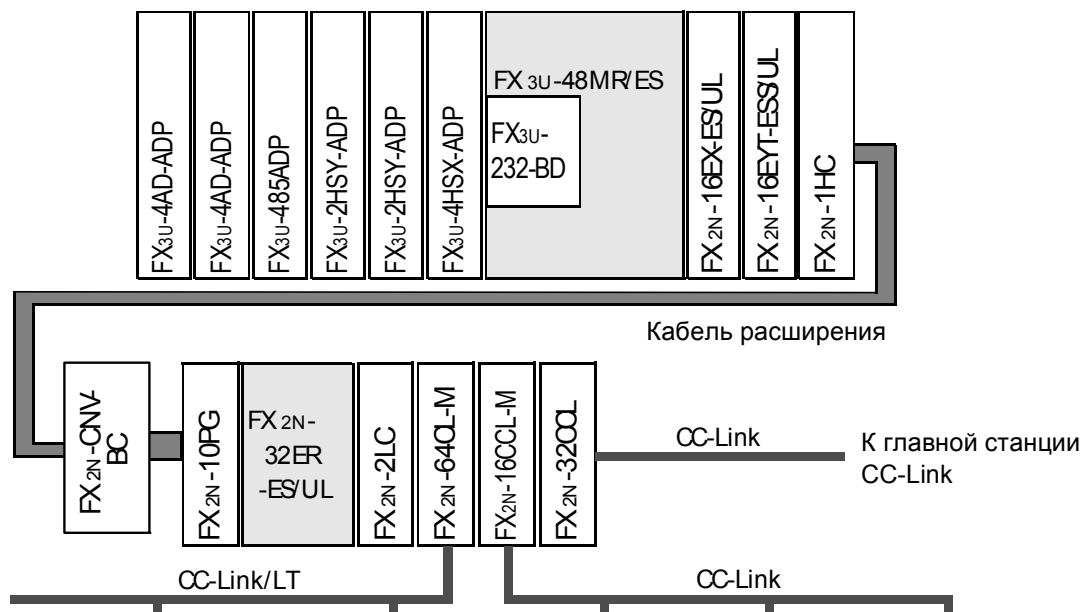 FX3U-4AD-ADP
FX3U-4AD-ADP
FX3U-485ADP
FX3U-2HSY-ADP
FX3U-2HSY-ADP
FX3U-4HSX-ADP
FX3U-48MR/ES
FX3U-
232-BD
FX2N-16EX-ES/UL
FX2N-16EYT-ESS/UL
FX2N-1HC
Кабель расширения
FX2N-CNV-
BC
FX2N-10PG
FX2N-
32ER
-ES/UL
FX2N-2LC
FX2N-64CL-M
FX2N-16CCL-M
FX2N-32CCL
CC-Link
К главной станции
CC-Link
CC-Link/LT
CC-Link